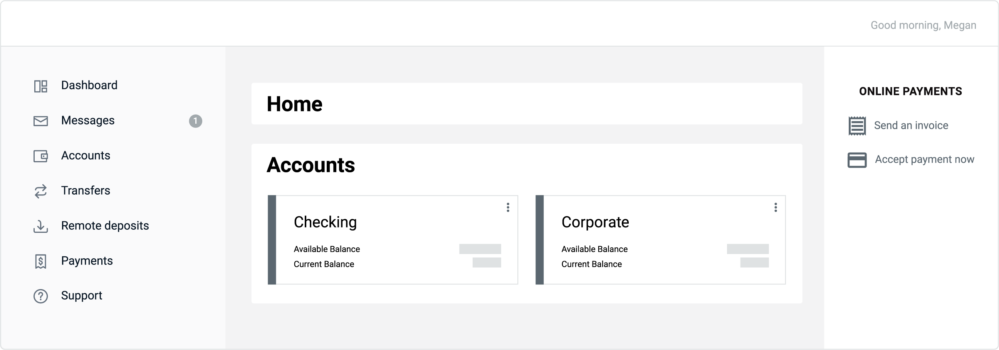 Good morning, Megan
Dashboard
Messages 1
Accounts
Transfers
Remote deposits
Payments
Support
Home
Accounts
Checking
Available Balance
Current Balance
Corporate
Available Balance
Current Balance
ONLINE PAYMENTS
Send an invoice
Accept payment now